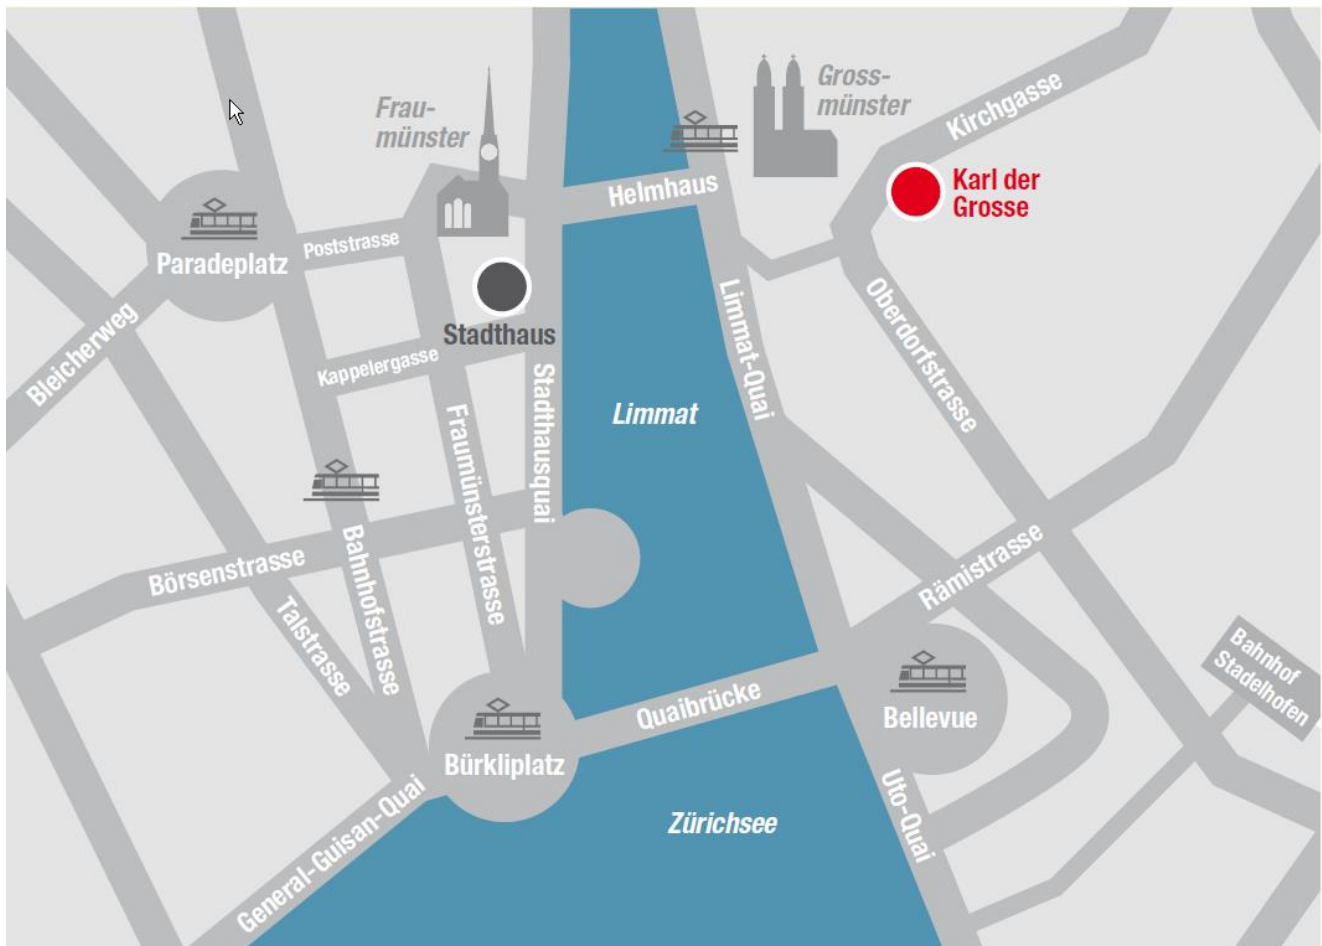 Frau-
münster
Gross-
münster
Kirchgasse
Karl der
Grosse
Helmhaus
Poststrasse
Paradeplatz
Stadthaus
Kappelergasse
Bleicherweg
Limmat-Quai
Oberdorfstrasse
Limmat
Stadthausquai
Fraumünsterstrasse
Börsenstrasse
Bahnhofstrasse
Talstrasse
Rämistrasse
Bahnhof
Stadelhofen
Quaibrücke
Bellevue
Bürkliplatz
Uto-Quai
Zürichsee
General-Guisan-Quai